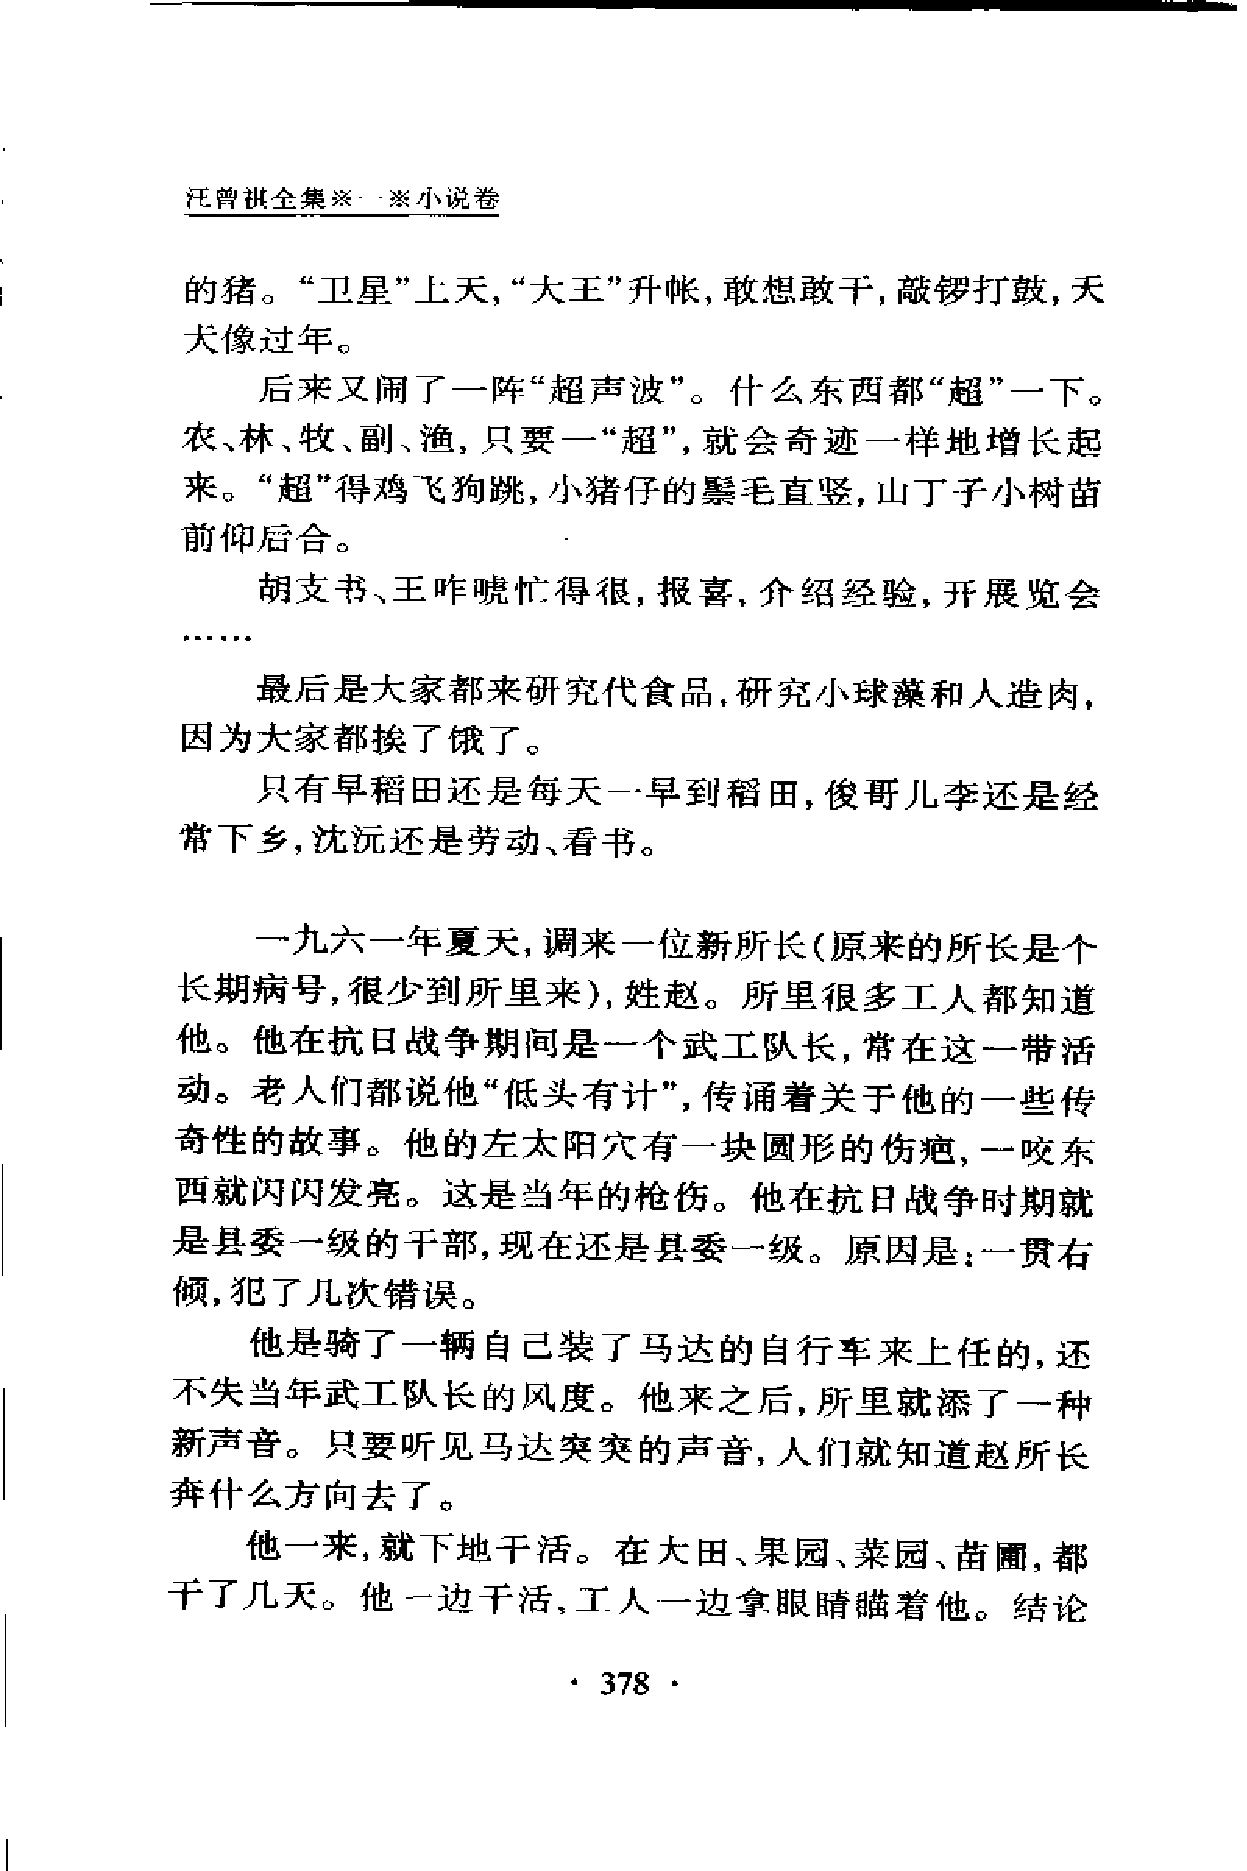 汪曾祺全集※一※小说卷
的猪。“卫星”上天,“大王”升帐,敢想敢干,敲锣打鼓,天
天像过年。
后来又闹了一阵“超声波”。什么东西都“超”一下。
农、林、牧、副、渔,只要一“超”,就会奇迹一样地增长起
来。“超”得鸡飞狗跳,小猪仔的鬃毛直竖,山丁子小树苗
前仰后合。
胡支书、王咋唬忙得很,报喜,介绍经验,开展览会
……
最后是大家都来研究代食品,研究小球藻和人造肉,
因为大家都挨了饿了。
只有早稻田还是每天一早到稻田,俊哥儿李还是经
常下乡,沈沅还是劳动、看书。
一九六一年夏天,调来一位新所长(原来的所长是个
长期病号,很少到所里来),姓赵。所里很多工人都知道
他。他在抗日战争期间是一个武工队长,常在这一带活
动。老人们都说他“低头有计”,传诵着关于他的一些传
奇性的故事。他的左太阳穴有一块圆形的伤疤,一咬东
西就闪闪发亮。这是当年的枪伤。他在抗日战争时期就
是县委一级的干部,现在还是县委一级。原因是:一贯右
倾,犯了几次错误。
他是骑了一辆自己装了马达的自行车来上任的,还
不失当年武工队长的风度。他来之后,所里就添了一种
新声音。只要听见马达突突的声音,人们就知道赵所长
奔什么方向去了。
他一来,就下地干活。在大田、果园、菜园、苗圃,都
干了几天。他一边干活,工人一边拿眼睛瞄着他。结论
· 378 ·